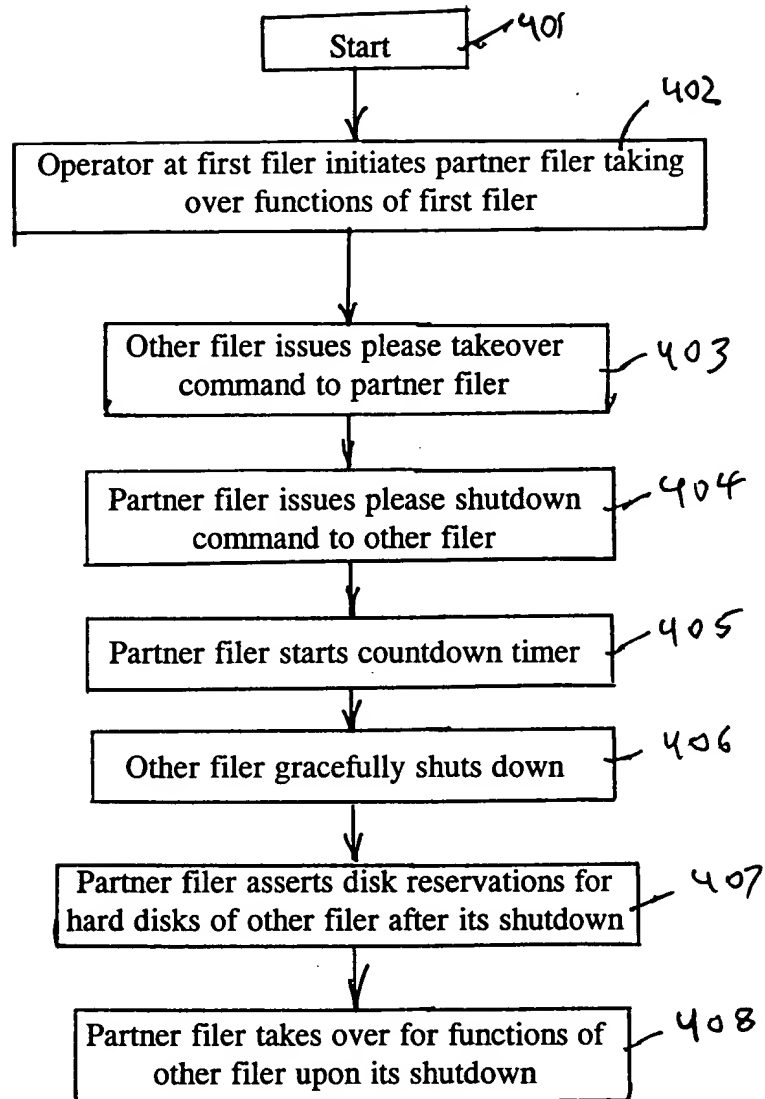 Start
401
402
Operator at first filer initiates partner filer taking
over functions of first filer
Other filer issues please takeover
command to partner filer
403
Partner filer issues please shutdown
command to other filer
404
Partner filer starts countdown timer
405
Other filer gracefully shuts down
406
Partner filer asserts disk reservations for
hard disks of other filer after its shutdown
407
Partner filer takes over for functions of
other filer upon its shutdown
408